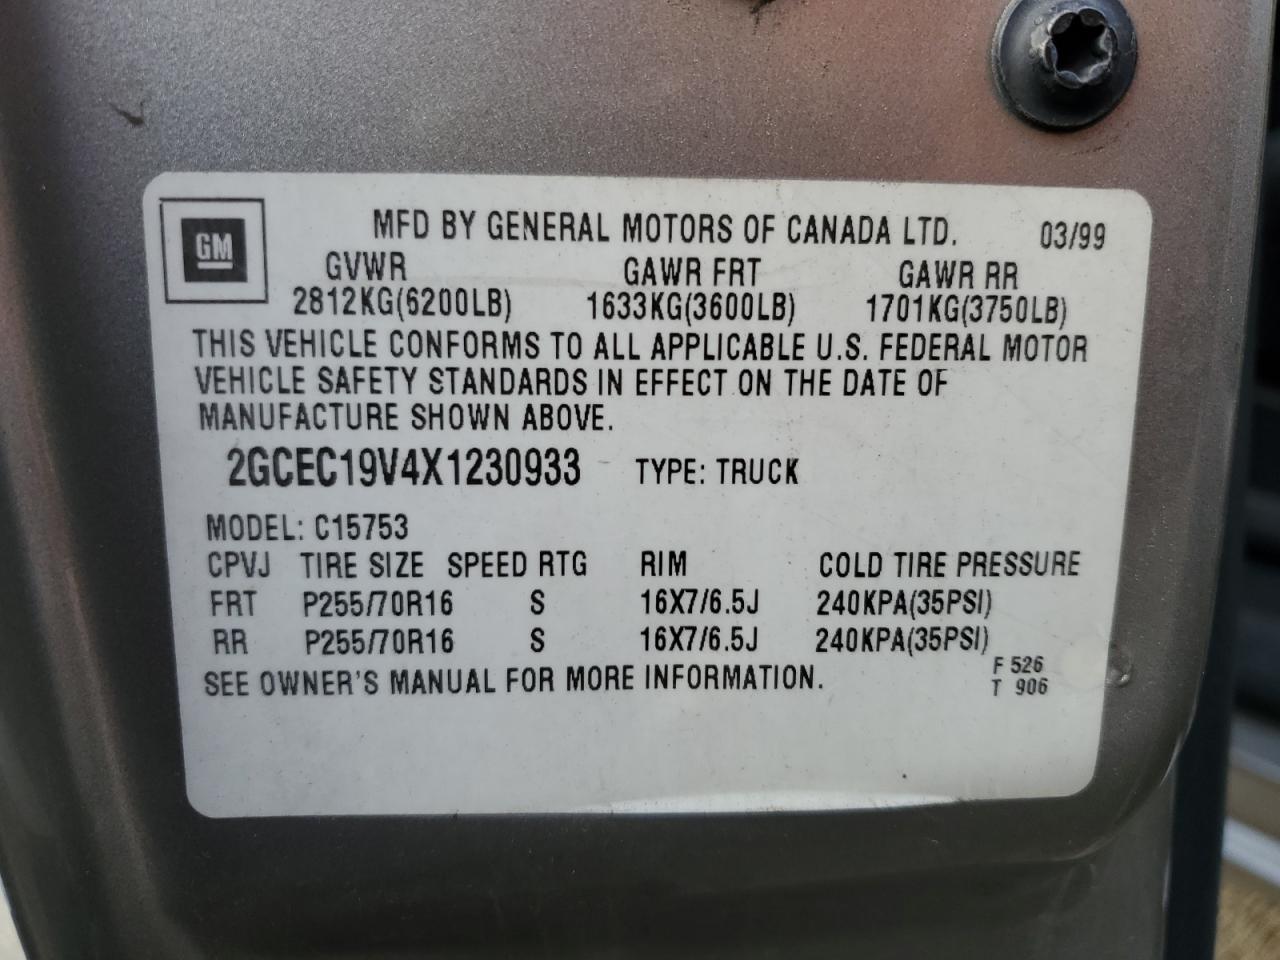 GM
MFD BY GENERAL MOTORS OF CANADA LTD. 03/99
GVWR GAWR FRT GAWR RR
2812KG(6200LB) 1633KG(3600LB) 1701KG(3750LB)
THIS VEHICLE CONFORMS TO ALL APPLICABLE U.S. FEDERAL MOTOR
VEHICLE SAFETY STANDARDS IN EFFECT ON THE DATE OF
MANUFACTURE SHOWN ABOVE.
2GCEC19V4X1230933 TYPE: TRUCK
MODEL: C15753
CPVJ TIRE SIZE SPEED RTG RIM COLD TIRE PRESSURE
FRT P255/70R16 S 16X7/6.5J 240KPA(35PSI)
RR P255/70R16 S 16X7/6.5J 240KPA(35PSI)
SEE OWNER'S MANUAL FOR MORE INFORMATION.
F 526
T 906